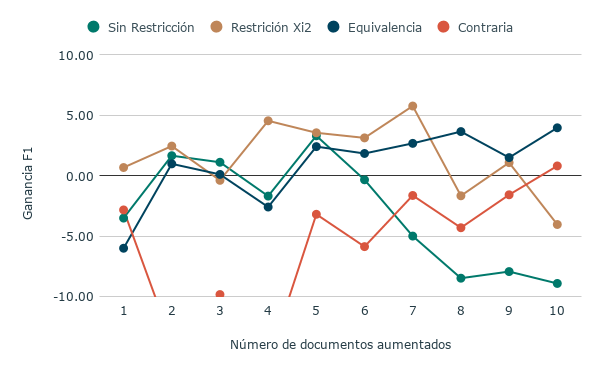 Sin Restricción Restrición Xi2 Equivalencia Contraria
10.00
5.00
0.00
-5.00
-10.00
Ganancia F1
1 2 3 4 5 6 7 8 9 10
Número de documentos aumentados